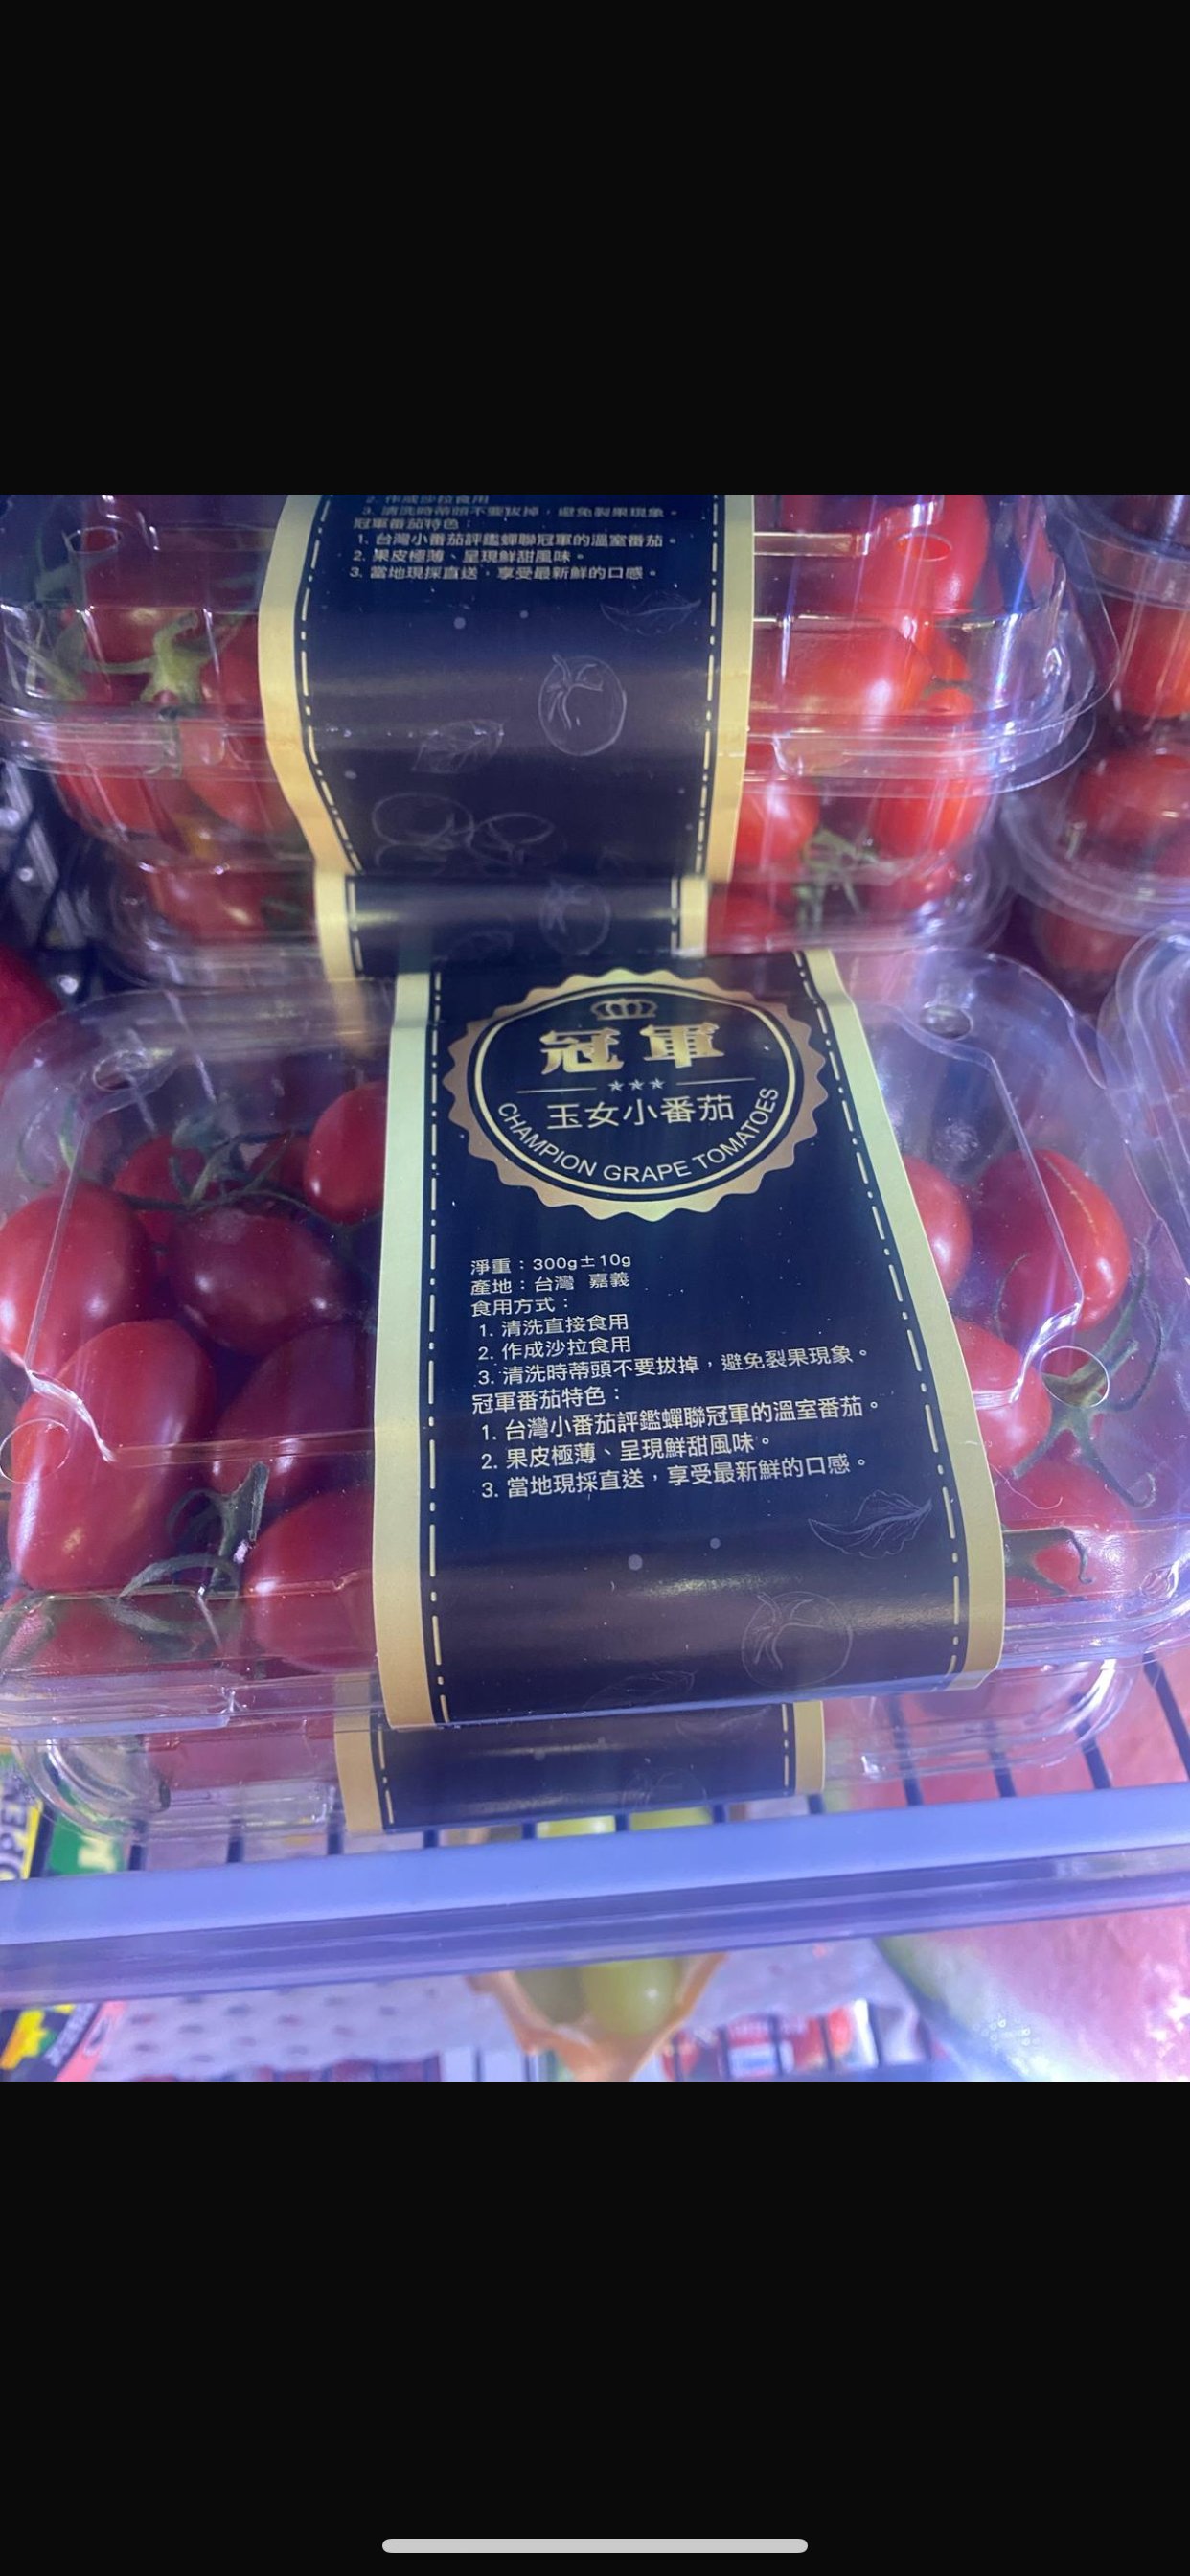 2. 作成沙拉食用
3. 清洗時蒂頭不要拔掉，避免裂果現象。
冠軍番茄特色：
1. 台灣小番茄評鑑蟬聯冠軍的溫室番茄。
2. 果皮極薄、呈現鮮甜風味。
3. 當地現採直送，享受最新鮮的口感。
冠軍
玉女小番茄
CHAMPION GRAPE TOMATOES
淨重：300g±10g
產地：台灣 嘉義
食用方式：
1. 清洗直接食用
2. 作成沙拉食用
3. 清洗時蒂頭不要拔掉，避免裂果現象。
冠軍番茄特色：
1. 台灣小番茄評鑑蟬聯冠軍的溫室番茄。
2. 果皮極薄、呈現鮮甜風味。
3. 當地現採直送，享受最新鮮的口感。